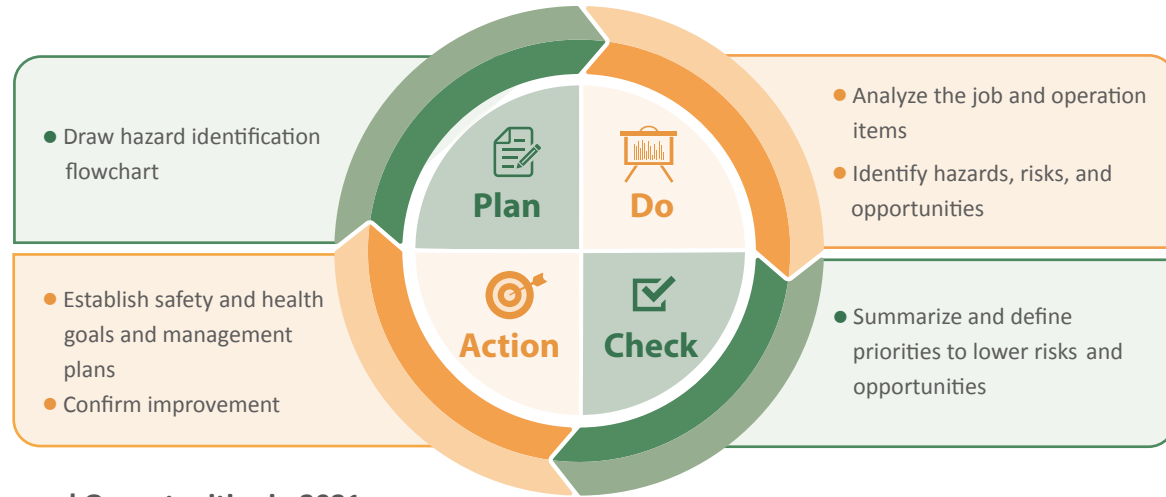 Draw hazard identification
flowchart
Plan
Do
Analyze the job and operation
items
Identify hazards, risks, and
opportunities
Establish safety and health
goals and management
plans
Confirm improvement
Action
Check
Summarize and define
priorities to lower risks and
opportunities